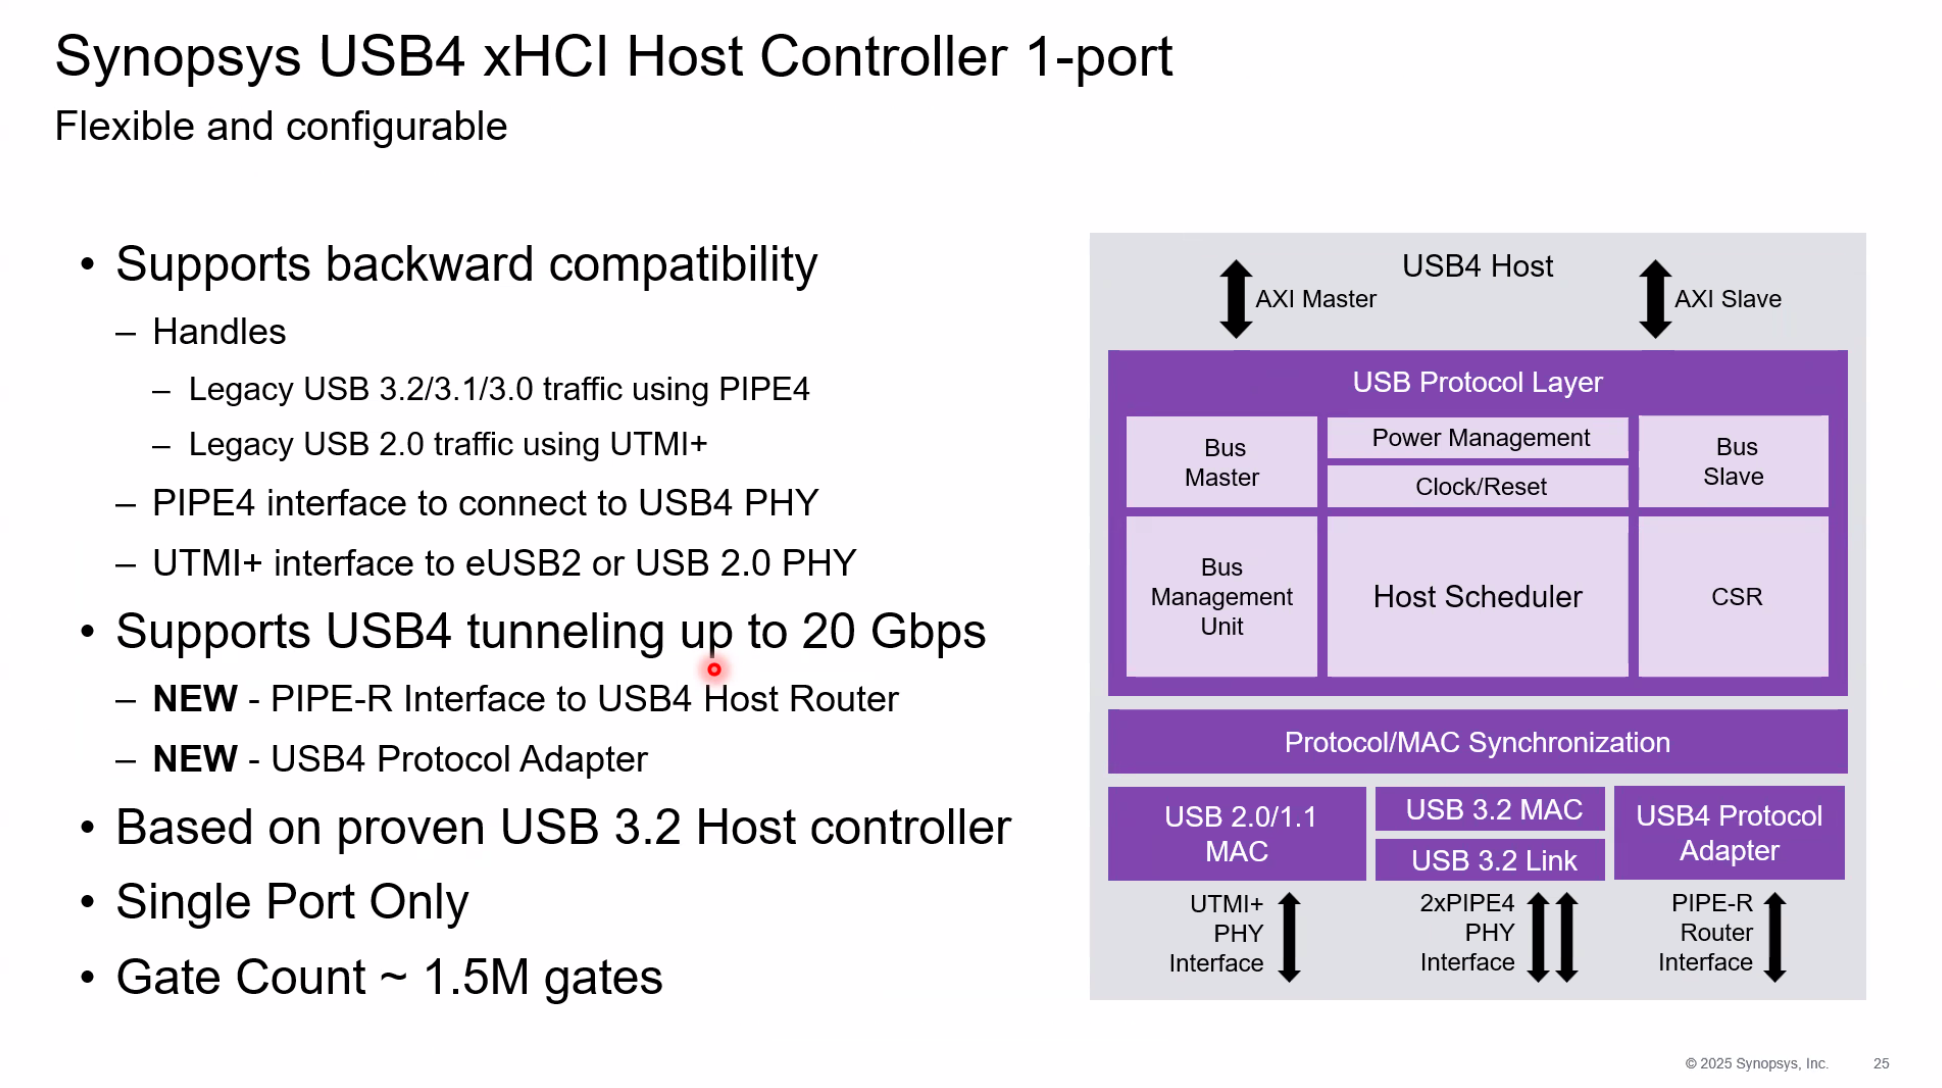 Synopsys USB4 xHCI Host Controller 1-port
Flexible and configurable
• Supports backward compatibility
– Handles
– Legacy USB 3.2/3.1/3.0 traffic using PIPE4
– Legacy USB 2.0 traffic using UTMI+
– PIPE4 interface to connect to USB4 PHY
– UTMI+ interface to eUSB2 or USB 2.0 PHY
• Supports USB4 tunneling up to 20 Gbps
– NEW - PIPE-R Interface to USB4 Host Router
– NEW - USB4 Protocol Adapter
• Based on proven USB 3.2 Host controller
• Single Port Only
• Gate Count ~ 1.5M gates
USB4 Host
AXI Master
AXI Slave
USB Protocol Layer
Bus
Master
Power Management
Clock/Reset
Bus
Slave
Bus
Management
Unit
Host Scheduler
CSR
Protocol/MAC Synchronization
USB 2.0/1.1
MAC
USB 3.2 MAC
USB 3.2 Link
USB4 Protocol
Adapter
UTMI+
PHY
Interface
2xPIPE4
PHY
Interface
PIPE-R
Router
Interface
© 2025 Synopsys, Inc.
25